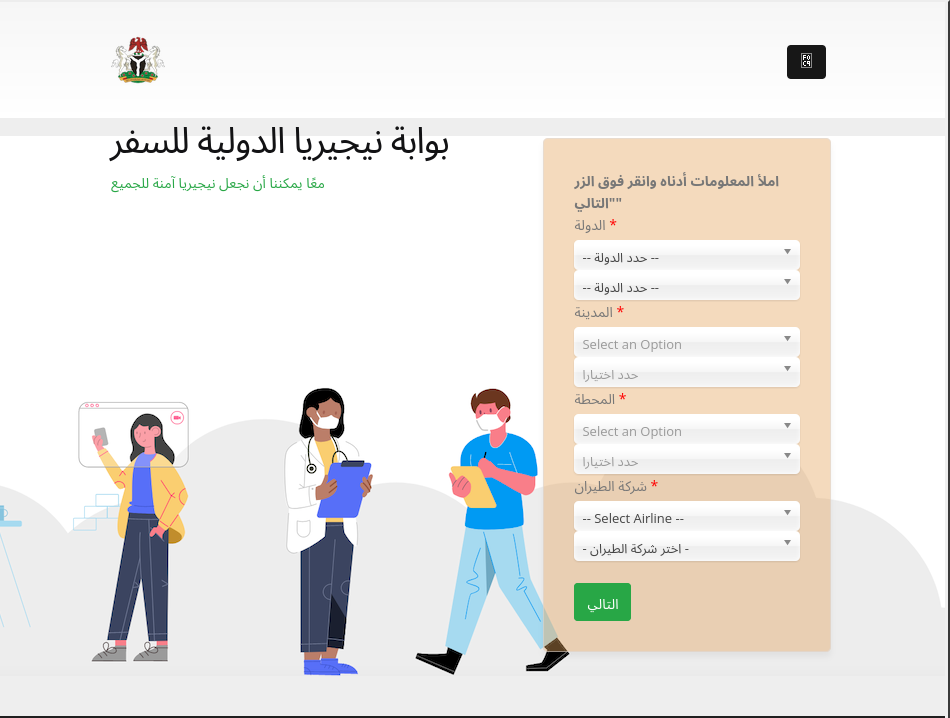 بوابة نيجيريا الدولية للسفر
معًا يمكننا أن نجعل نيجيريا آمنة للجميع
املأ المعلومات أدناه وانقر فوق الزر
"التالي"
الدولة *
-- حدد الدولة --
-- حدد الدولة --
المدينة *
Select an Option
حدد اختيارا
المحطة *
Select an Option
حدد اختيارا
شركة الطيران *
-- Select Airline --
- اختر شركة الطيران -
التالي